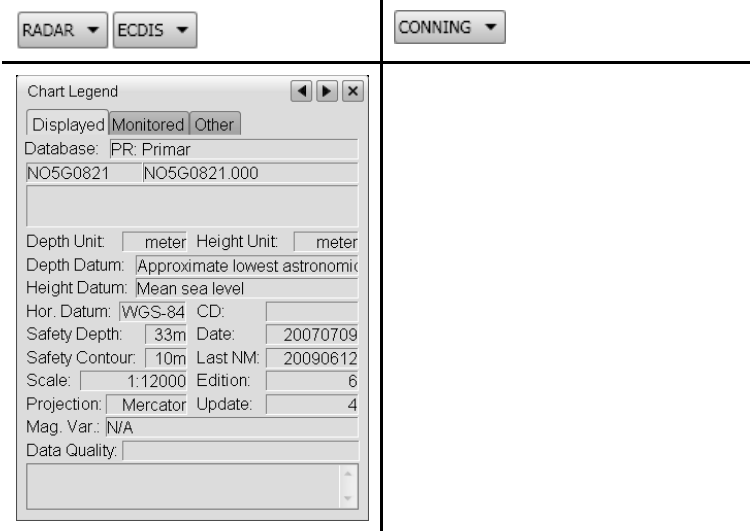 RADAR ECDIS CONNING
Chart Legend
Displayed Monitored Other
Database: PR: Primar
NO5G0821 NO5G0821.000
Depth Unit: meter Height Unit: meter
Depth Datum: Approximate lowest astronomic
Height Datum: Mean sea level
Hor. Datum: WGS-84 CD:
Safety Depth: 33m Date: 20070709
Safety Contour: 10m Last NM: 20090612
Scale: 1:12000 Edition: 6
Projection: Mercator Update: 4
Mag. Var.: N/A
Data Quality: